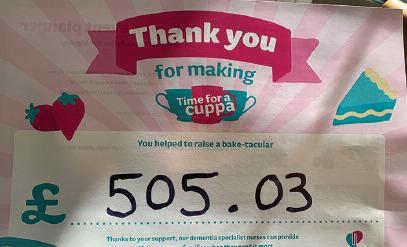 Thank you
for making
Time for a
cuppa
You helped to raise a bake-tacular
£ 505.03
Thanks to your support, our dementia specialist nurses can provide